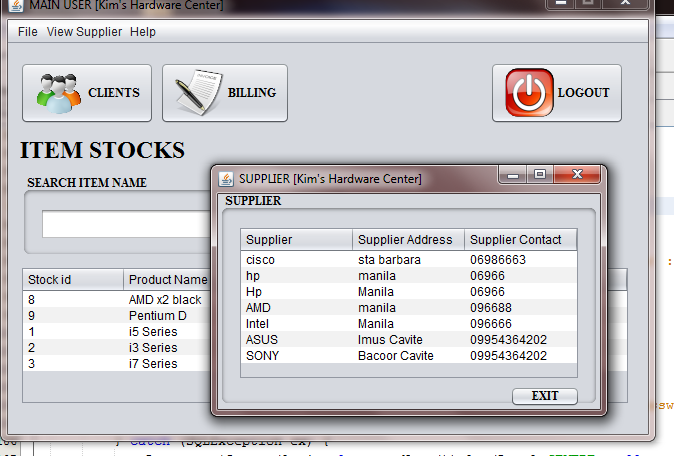 MAIN USER [Kim's Hardware Center]
File View Supplier Help
CLIENTS
BILLING
LOGOUT
ITEM STOCKS
SEARCH ITEM NAME
Stock id Product Name
8 AMD x2 black
9 Pentium D
1 i5 Series
2 i3 Series
3 i7 Series
SUPPLIER [Kim's Hardware Center]
SUPPLIER
Supplier Supplier Address Supplier Contact
cisco sta barbara 06986663
hp manila 06966
Hp Manila 06966
AMD manila 096688
Intel Manila 096666
ASUS Imus Cavite 09954364202
SONY Bacoor Cavite 09954364202
EXIT
} catch (SQLException ex) {